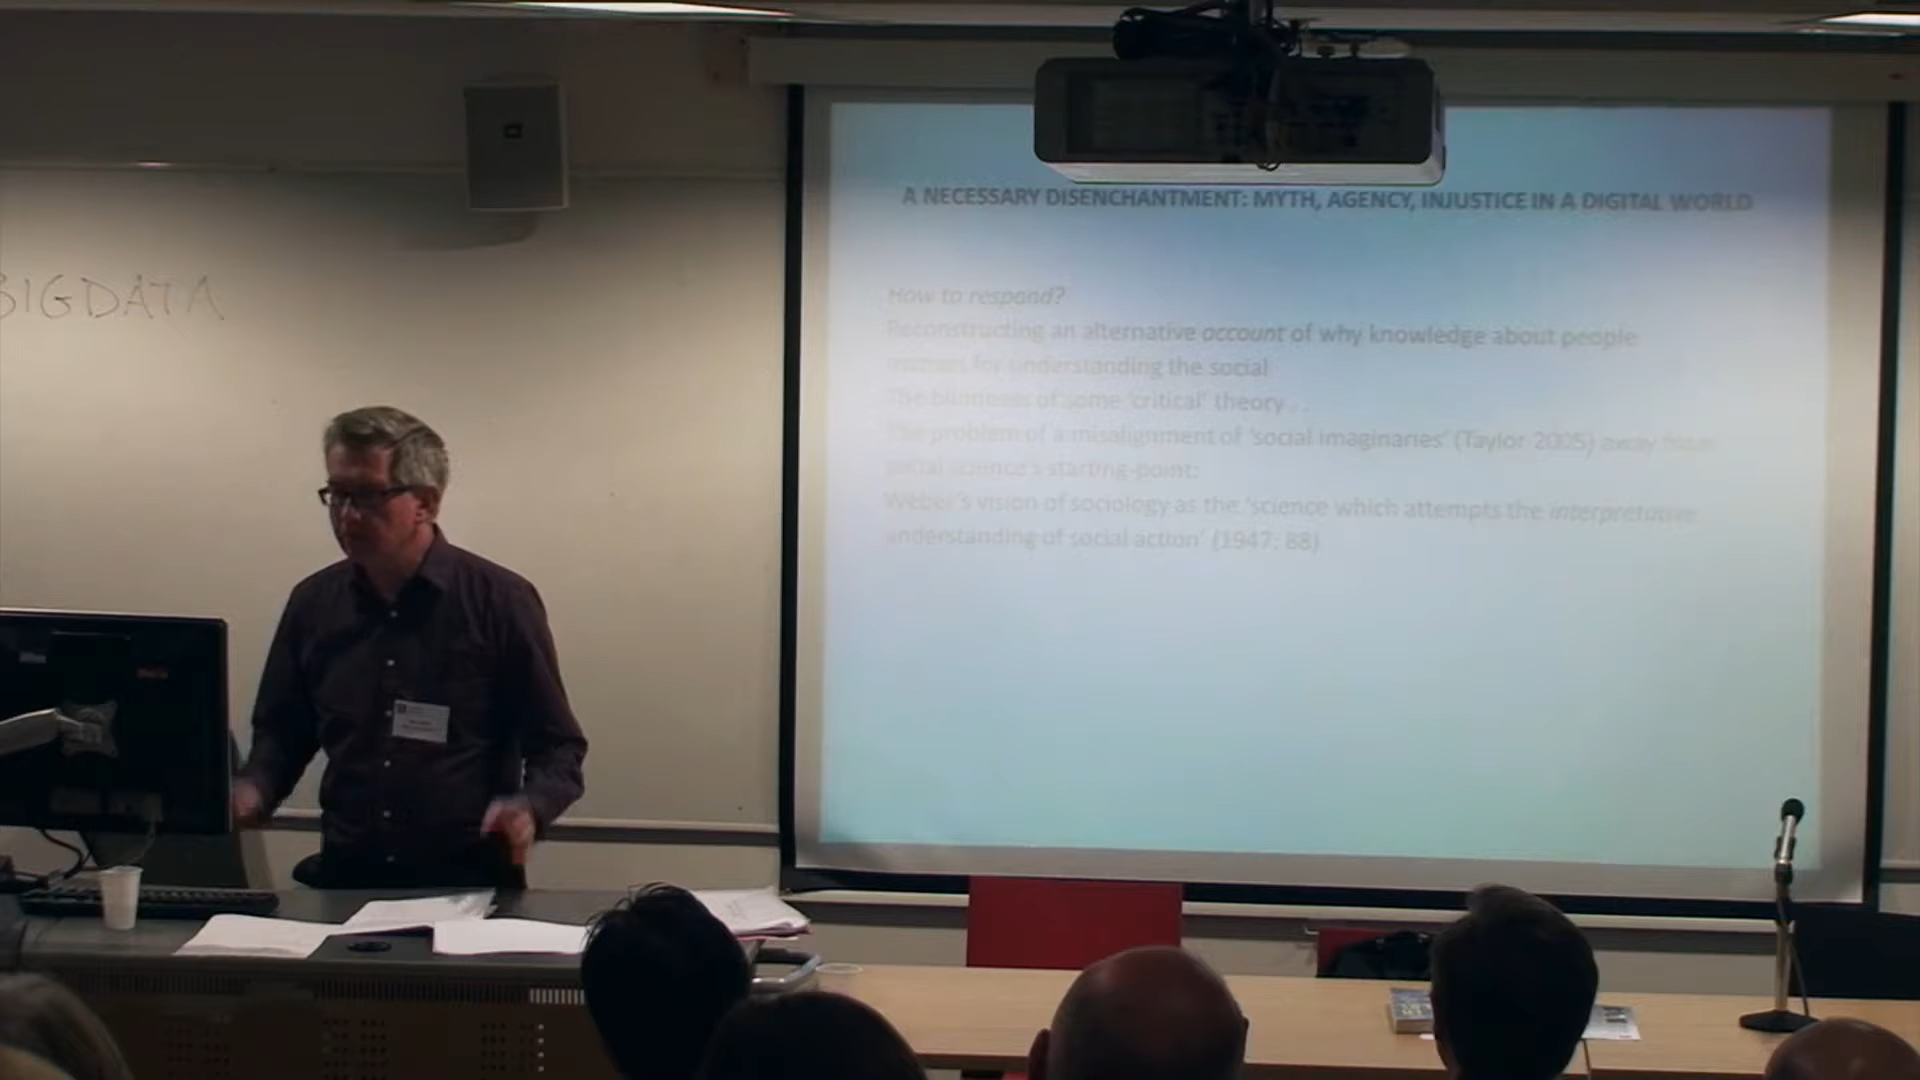 BIGDATA
A NECESSARY DISENCHANTMENT: MYTH, AGENCY, INJUSTICE IN A DIGITAL WORLD
How to respond?
Reconstructing an alternative account of why knowledge about people
matters for understanding the social
The blindness of some ‘critical’ theory . .
The problem of a misalignment of ‘social imaginaries’ (Taylor 2005) away from
social science’s starting-point:
Weber’s vision of sociology as the ‘science which attempts the interpretative
understanding of social action’ (1947: 88)